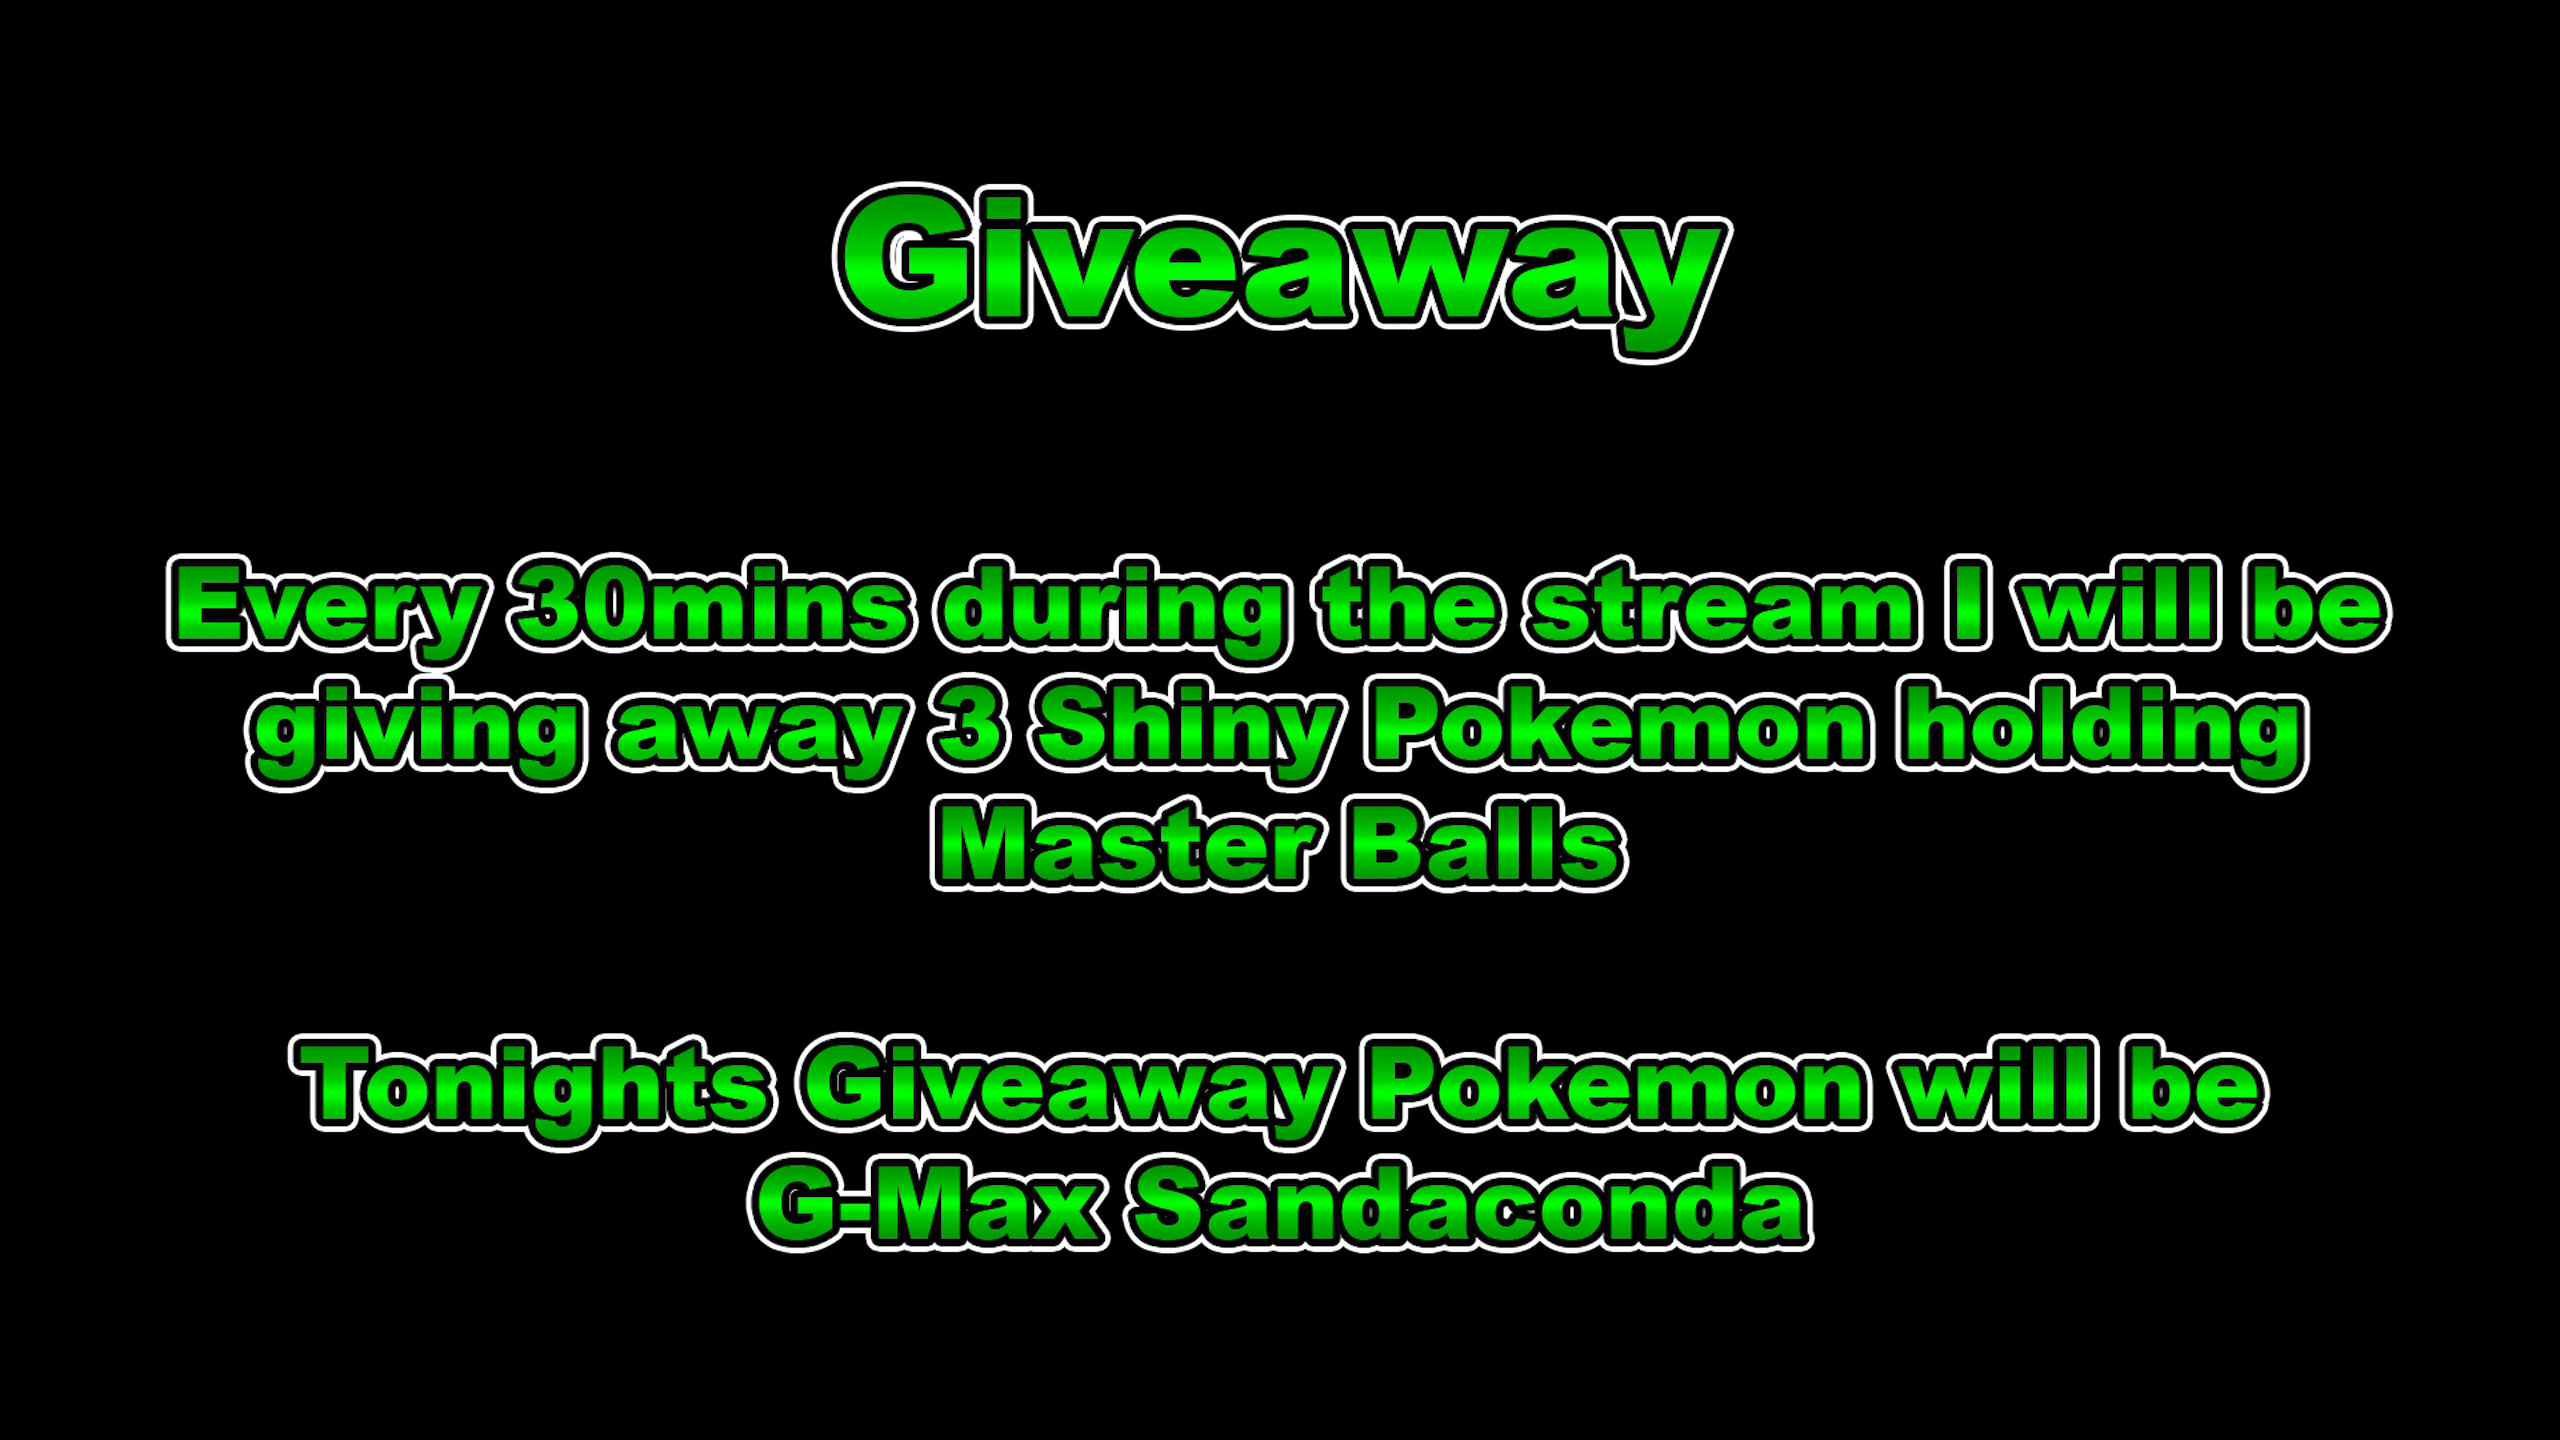 Giveaway
Every 30mins during the stream I will be
giving away 3 Shiny Pokemon holding
Master Balls
Tonights Giveaway Pokemon will be
G-Max Sandaconda